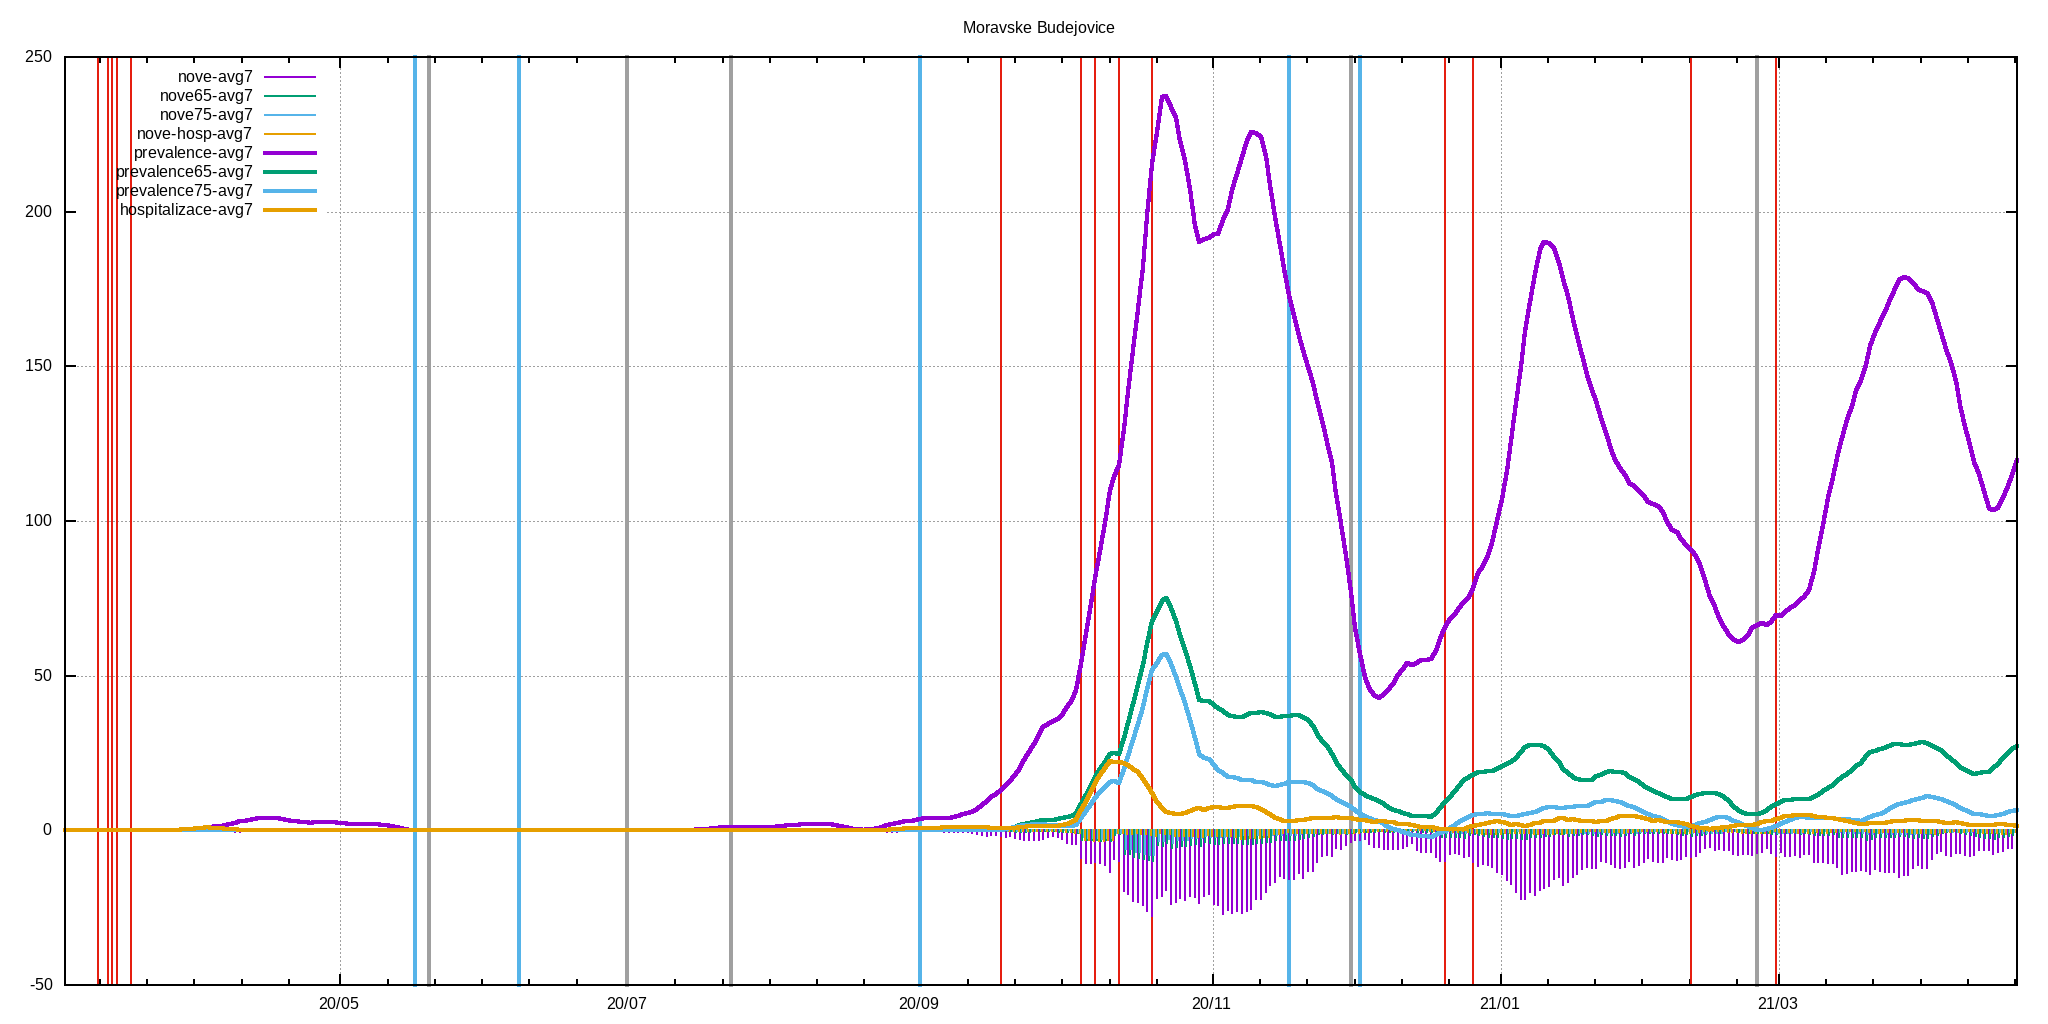 Moravske Budejovice
250
200
150
100
50
0
-50
nove-avg7
nove65-avg7
nove75-avg7
nove-hosp-avg7
prevalence-avg7
prevalence65-avg7
prevalence75-avg7
hospitalizace-avg7
20/05
20/07
20/09
20/11
21/01
21/03